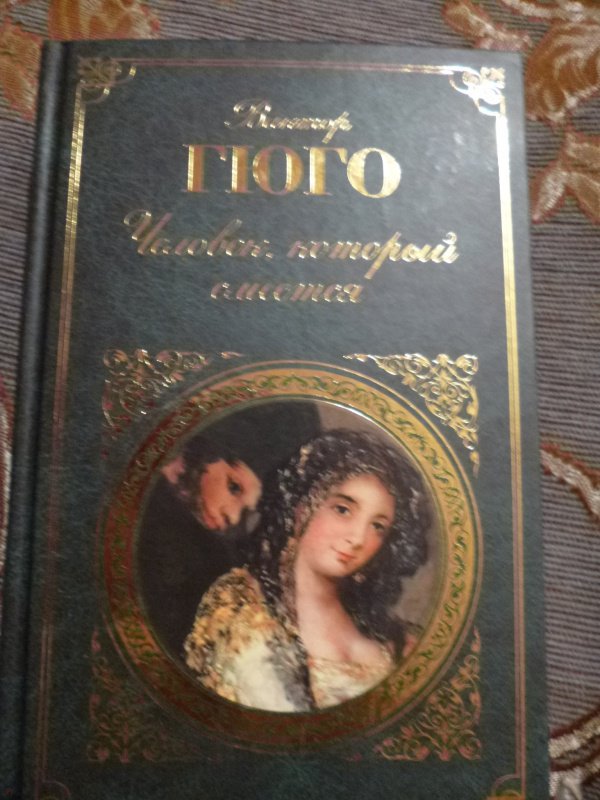 Виктор
ГЮГО
Человек, который
смеется